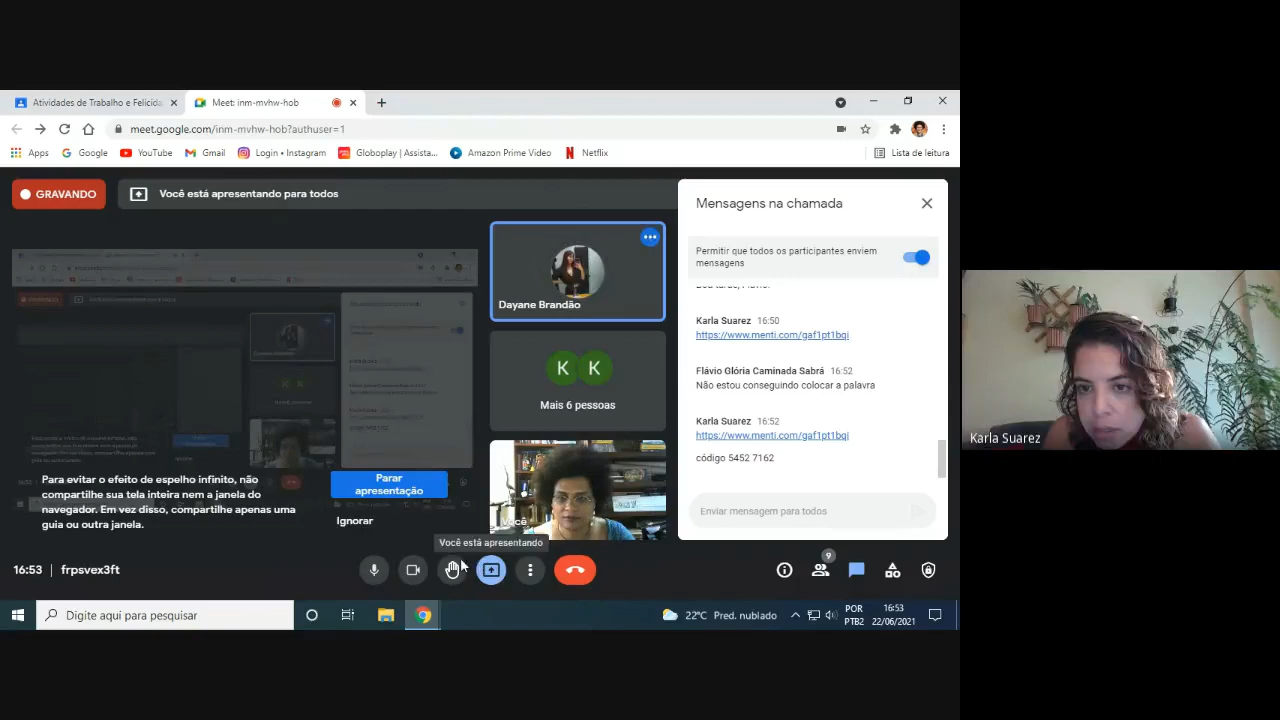 Atividades de Trabalho e Felicida
Meet: inm-mvhw-hob
meet.google.com/inm-mvhw-hob?authuser=1
Apps
Google
YouTube
Gmail
Login • Instagram
Globoplay | Assista...
Amazon Prime Video
Netflix
Lista de leitura
GRAVANDO
Você está apresentando para todos
Dayane Brandão
K K
Mais 6 pessoas
Você
Para evitar o efeito de espelho infinito, não
compartilhe sua tela inteira nem a janela do
navegador. Em vez disso, compartilhe apenas uma
guia ou outra janela.
Parar
apresentação
Ignorar
Você está apresentando
Mensagens na chamada
Permitir que todos os participantes enviem
mensagens
Karla Suarez 16:50
https://www.menti.com/gaf1pt1bqi
Flávio Glória Caminada Sabrá 16:52
Não estou conseguindo colocar a palavra
Karla Suarez 16:52
https://www.menti.com/gaf1pt1bqi
código 5452 7162
Enviar mensagem para todos
16:53 | frpsvex3ft
9
Digite aqui para pesquisar
22°C Pred. nublado
POR
PTB2
16:53
22/06/2021
Karla Suarez